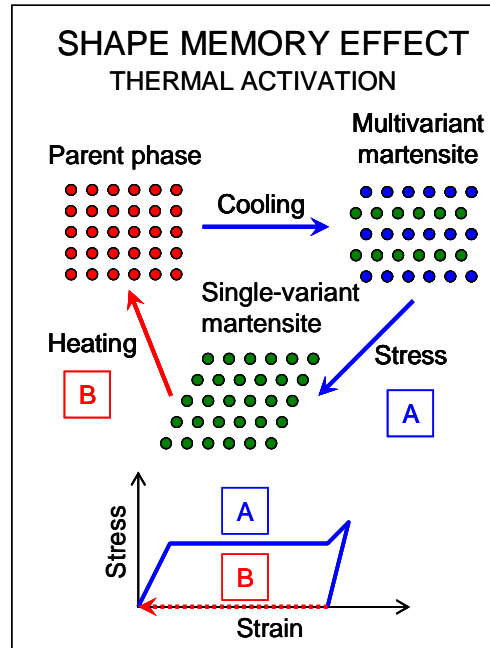 SHAPE MEMORY EFFECT
THERMAL ACTIVATION
Multivariant
martensite
Parent phase
Cooling
Single-variant
martensite
Heating
Stress
B
A
A
B
Stress
Strain